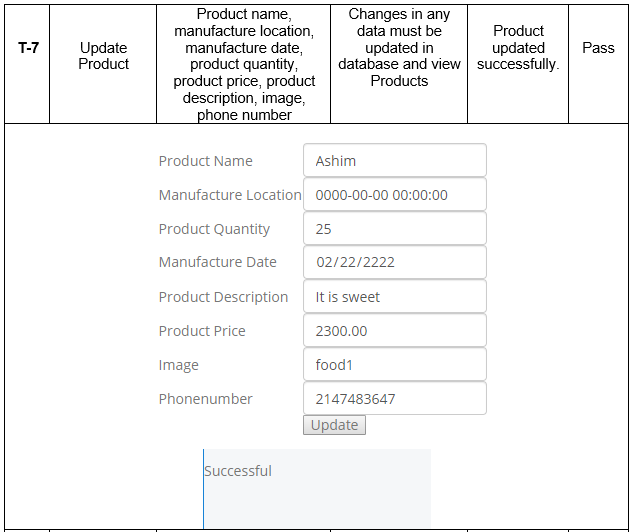 T-7
Update
Product
Product name,
manufacture location,
manufacture date,
product quantity,
product price, product
description, image,
phone number
Changes in any
data must be
updated in
database and view
Products
Product
updated
successfully.
Pass
Product Name Ashim
Manufacture Location 0000-00-00 00:00:00
Product Quantity 25
Manufacture Date 02/22/2222
Product Description It is sweet
Product Price 2300.00
Image food1
Phonenumber 2147483647
Update
Successful